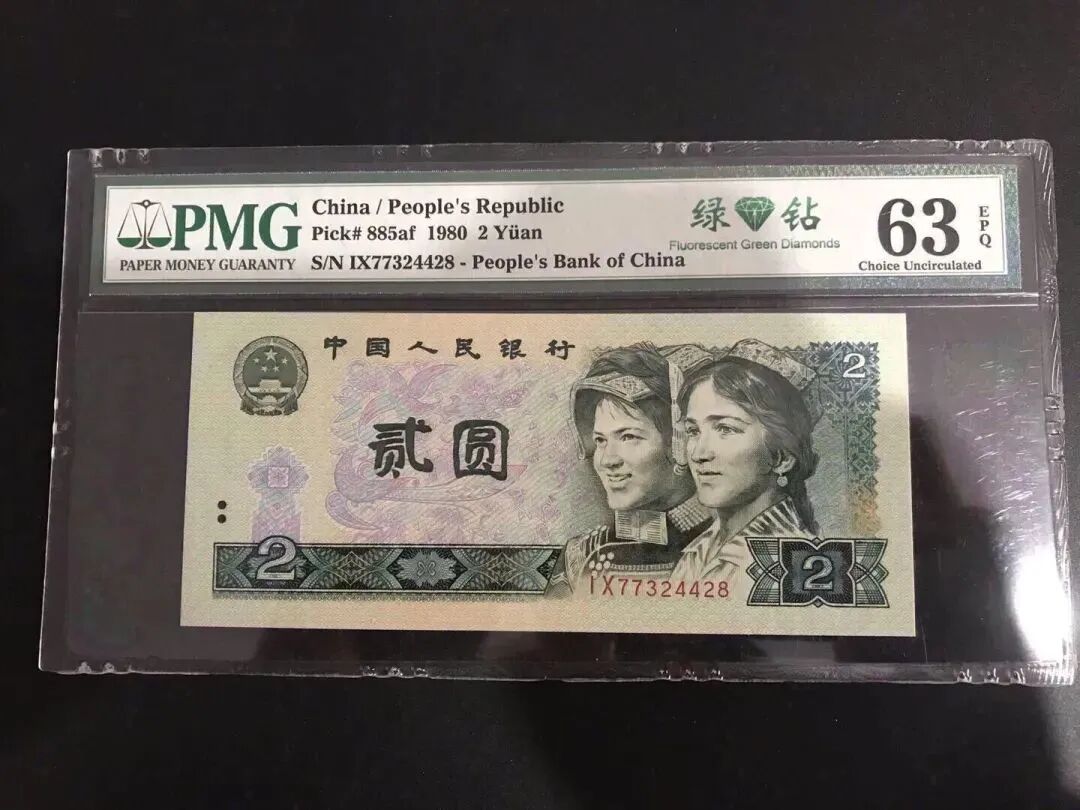 PMG
PAPER MONEY GUARANTY
China / People's Republic
Pick# 885af 1980 2 Yüan
S/N IX77324428 - People's Bank of China
绿钻
Fluorescent Green Diamonds
63
EPQ
Choice Uncirculated
中国人民银行
2
贰圆
2
IX77324428
2